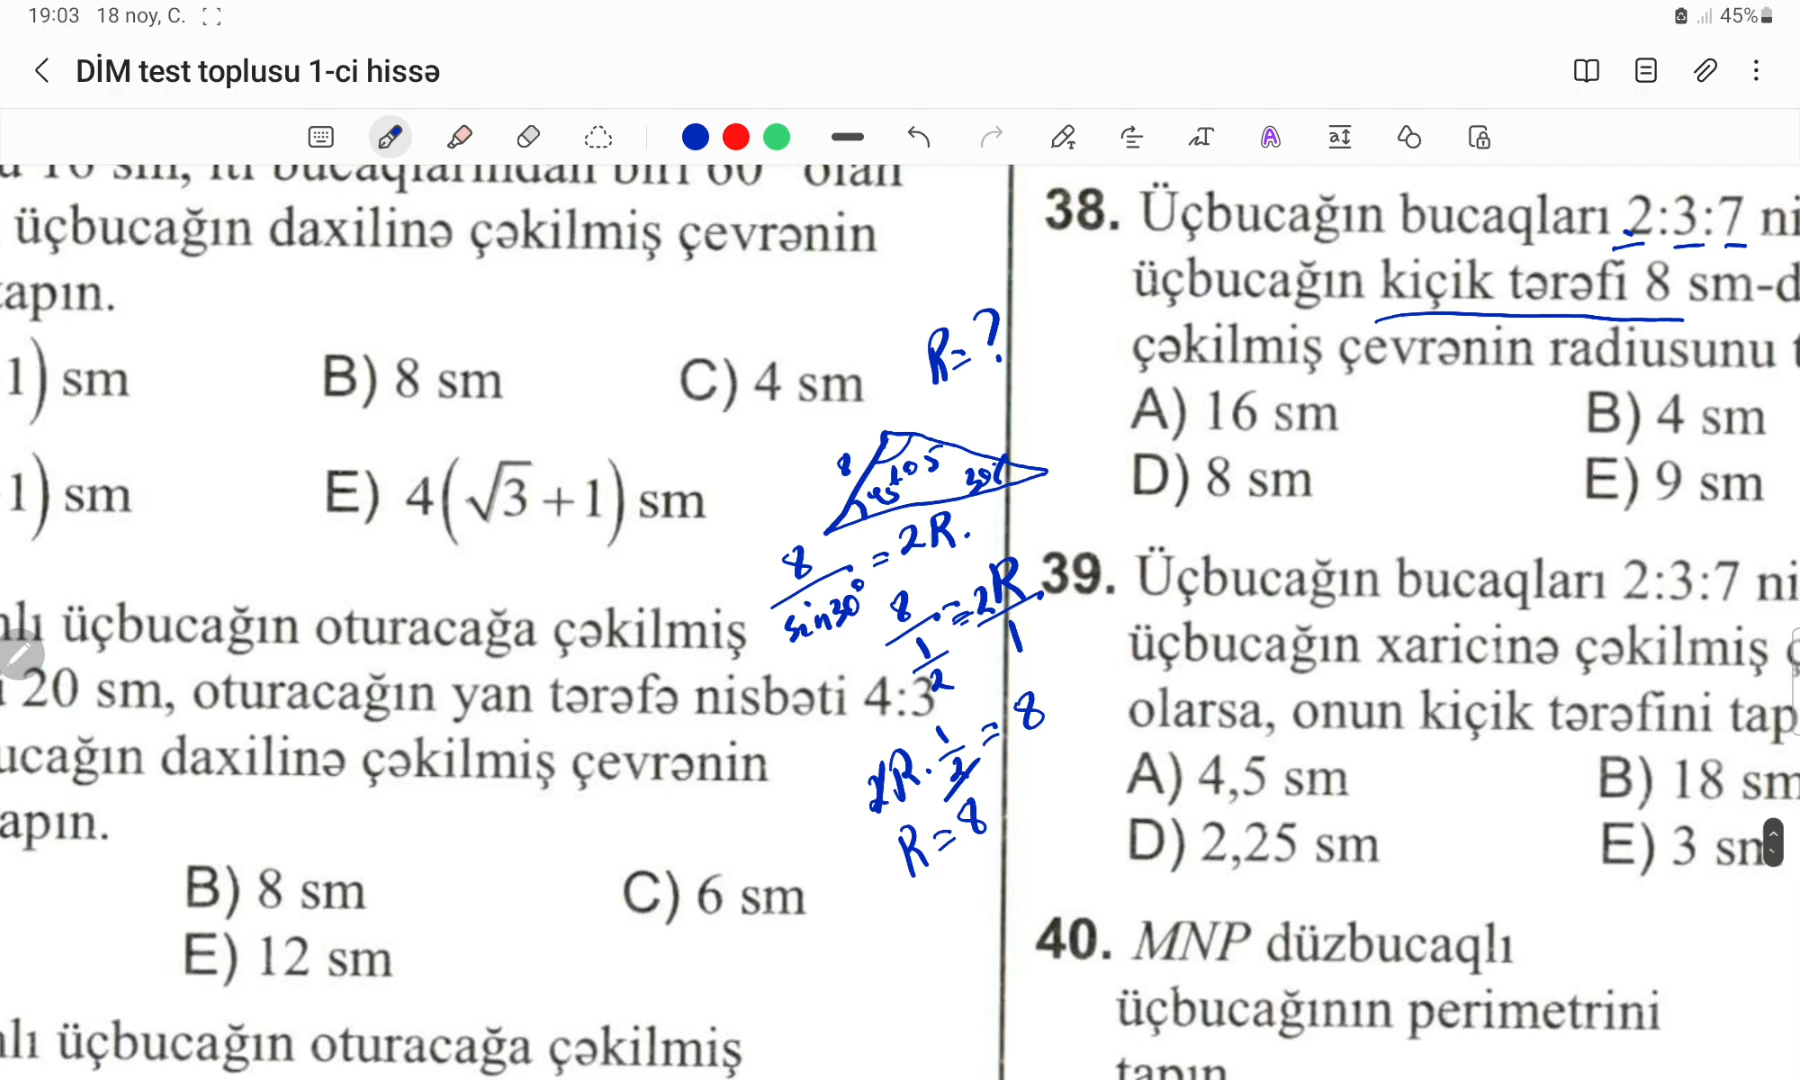 19:03 18 noy, C.
45%
DİM test toplusu 1-ci hissə
üçbucağın daxilinə çəkilmiş çevrənin
apın.
1) sm B) 8 sm C) 4 sm
1) sm E) 4(√3+1) sm
üçbucağın oturacağa çəkilmiş
20 sm, oturacağın yan tərəfə nisbəti 4:3
daxilinə çəkilmiş çevrənin
apın.
B) 8 sm C) 6 sm
E) 12 sm
üçbucağın oturacağa çəkilmiş
R=?
8
105
45
30
8/sin30° = 2R.
8/(1/2) = 2R/1
2R · 1/2 = 8
R=8
38. Üçbucağın bucaqları 2:3:7 ni
üçbucağın kiçik tərəfi 8 sm-d
çəkilmiş çevrənin radiusunu t
A) 16 sm B) 4 sm
D) 8 sm E) 9 sm
39. Üçbucağın bucaqları 2:3:7 ni
üçbucağın xaricinə çəkilmiş ç
olarsa, onun kiçik tərəfini tap
A) 4,5 sm B) 18 sm
D) 2,25 sm E) 3 sm
40. MNP düzbucaqlı
üçbucağının perimetrini
tapın